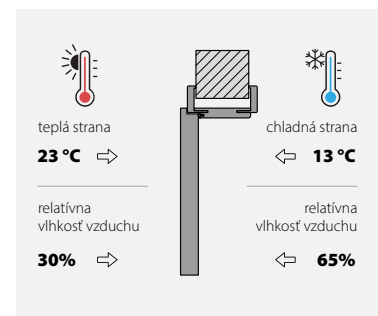 teplá strana
23 °C
relatívna
vlhkosť vzduchu
30%
chladná strana
13 °C
relatívna
vlhkosť vzduchu
65%